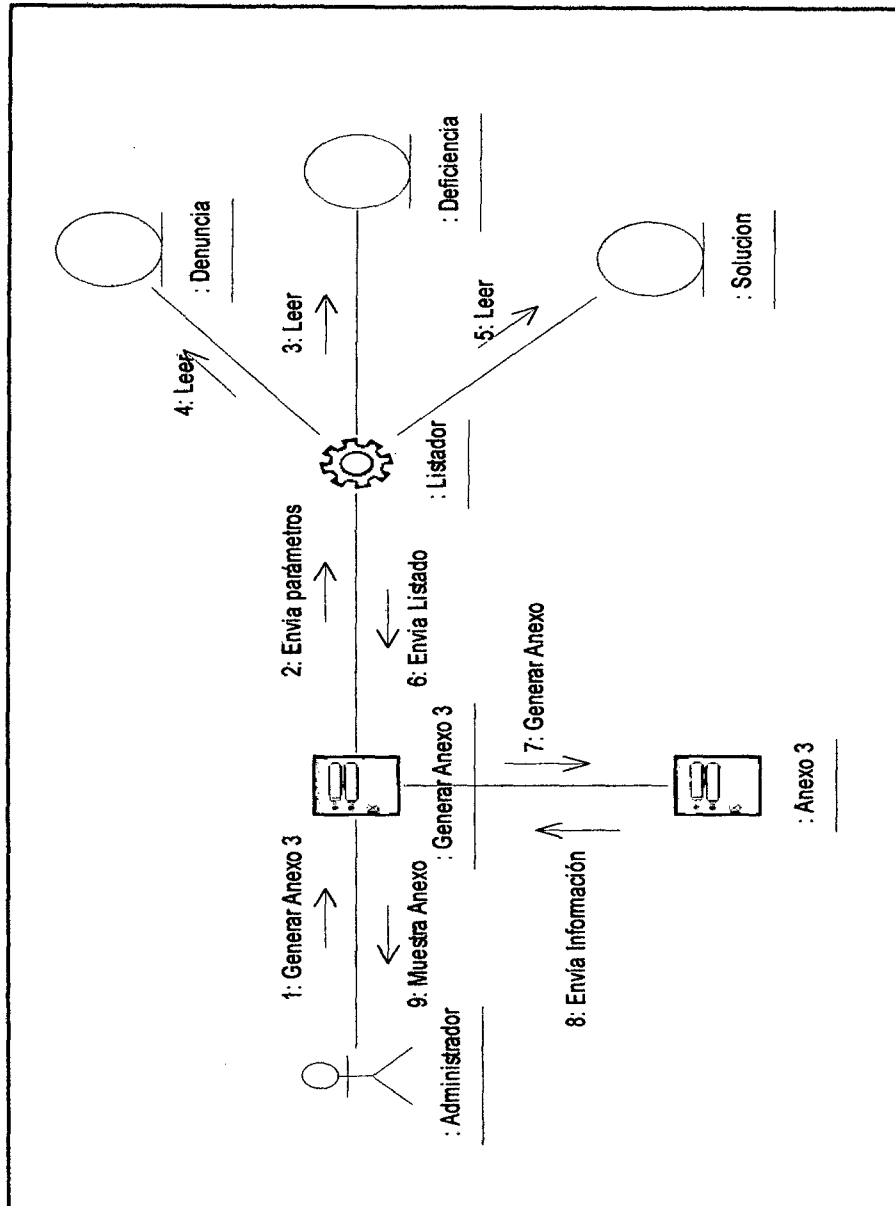 1: Generar Anexo 3
9: Muestra Anexo
: Administrador
2: Envia parámetros
6: Envia Listado
: Generar Anexo 3
7: Generar Anexo
8: Envía Información
: Anexo 3
: Listador
4: Leer
3: Leer
5: Leer
: Denuncia
: Deficiencia
: Solucion